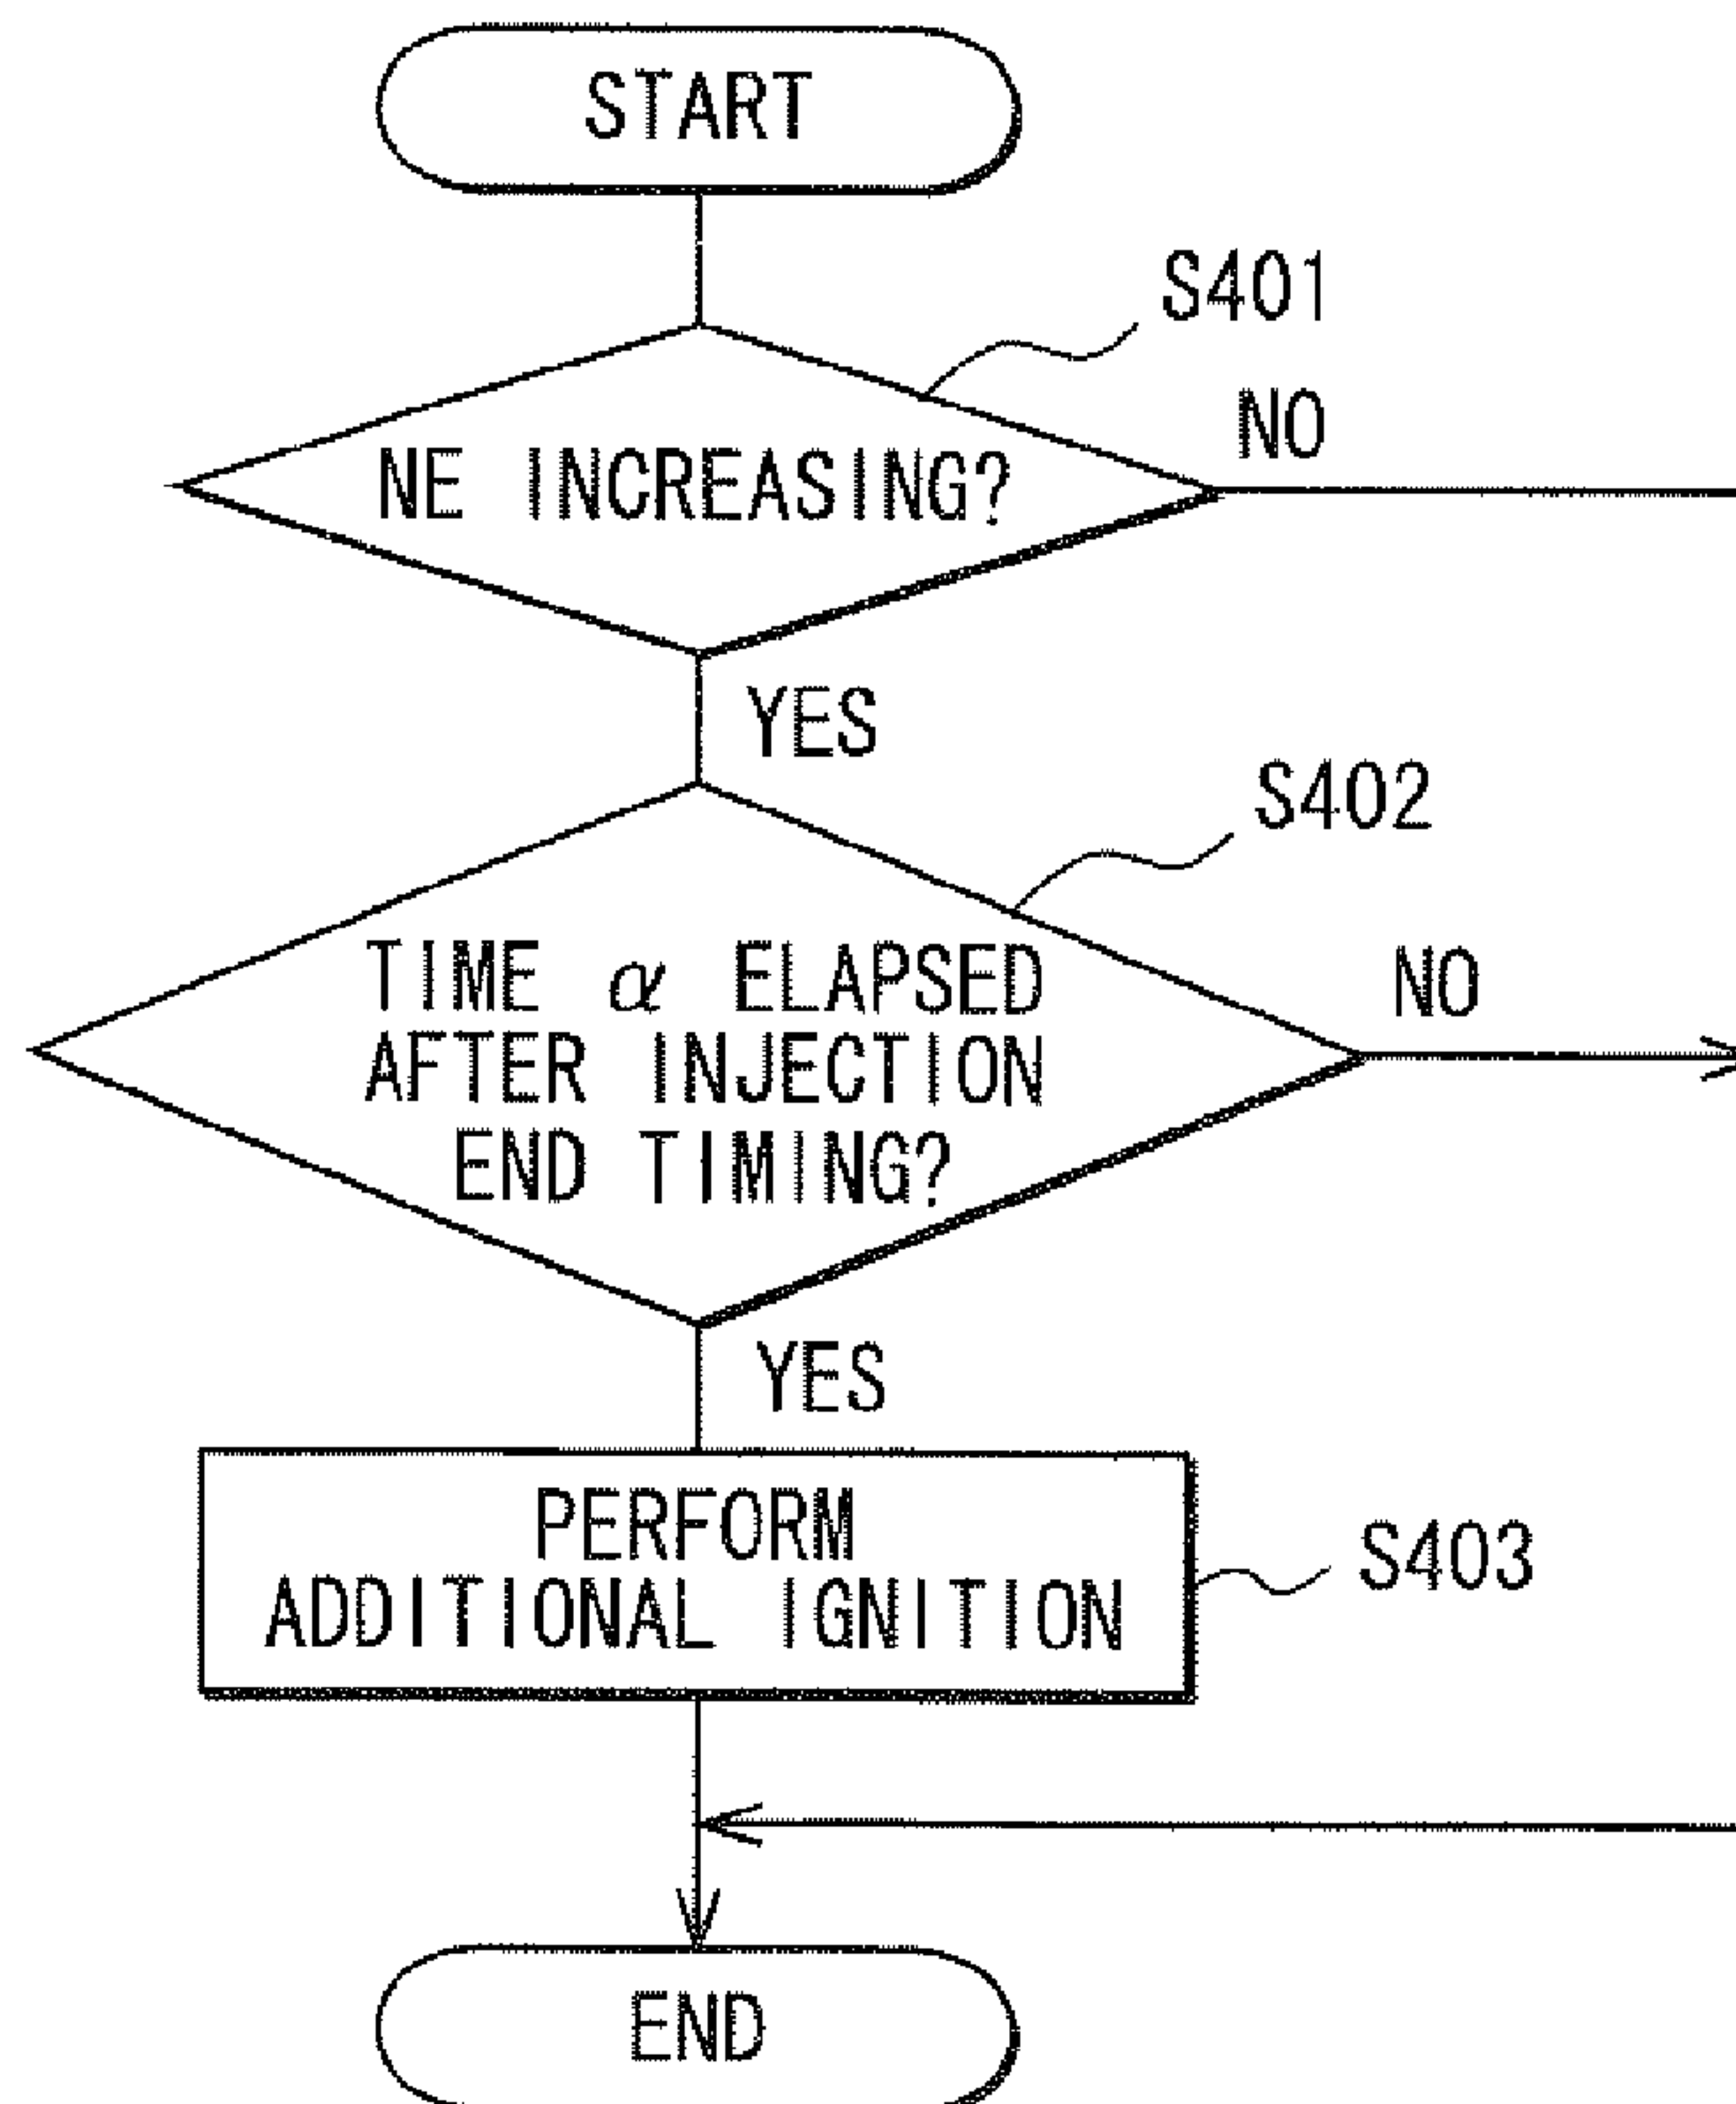 START
S401
NO
NE INCREASING?
YES
S402
TIME α ELAPSED
NO
AFTER INJECTION
END TIMING?
YES
PERFORM
S403
ADDITIONAL IGNITION
END